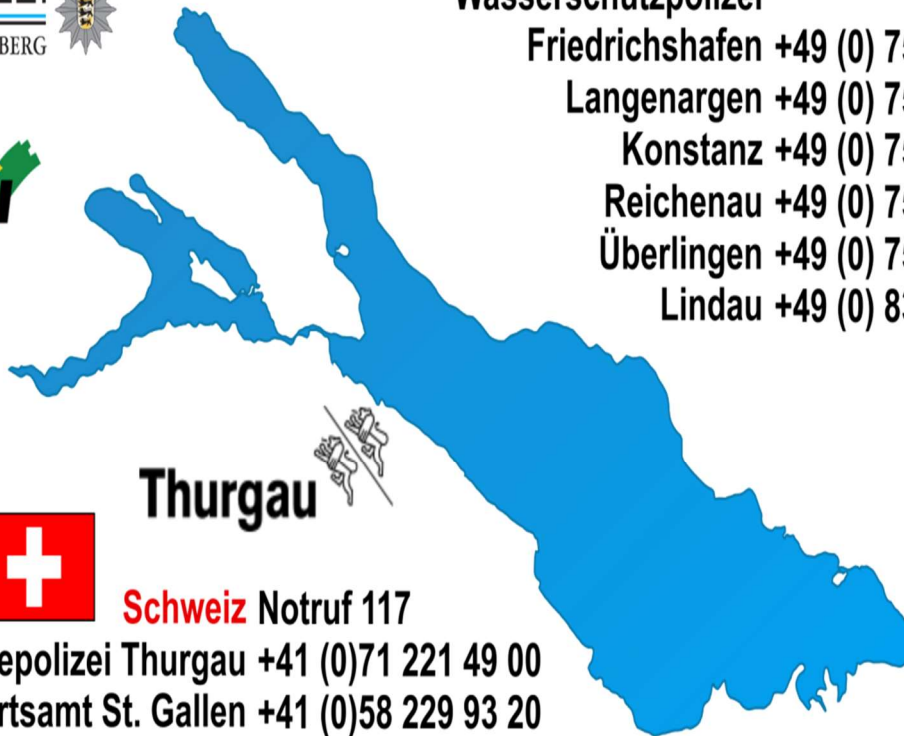 BERG
Wasserschutzpolizei
Friedrichshafen +49 (0) 7
Langenargen +49 (0) 7
Konstanz +49 (0) 7
Reichenau +49 (0) 7
Überlingen +49 (0) 7
Lindau +49 (0) 8
Thurgau
Schweiz Notruf 117
epolizei Thurgau +41 (0)71 221 49 00
rtsamt St. Gallen +41 (0)58 229 93 20